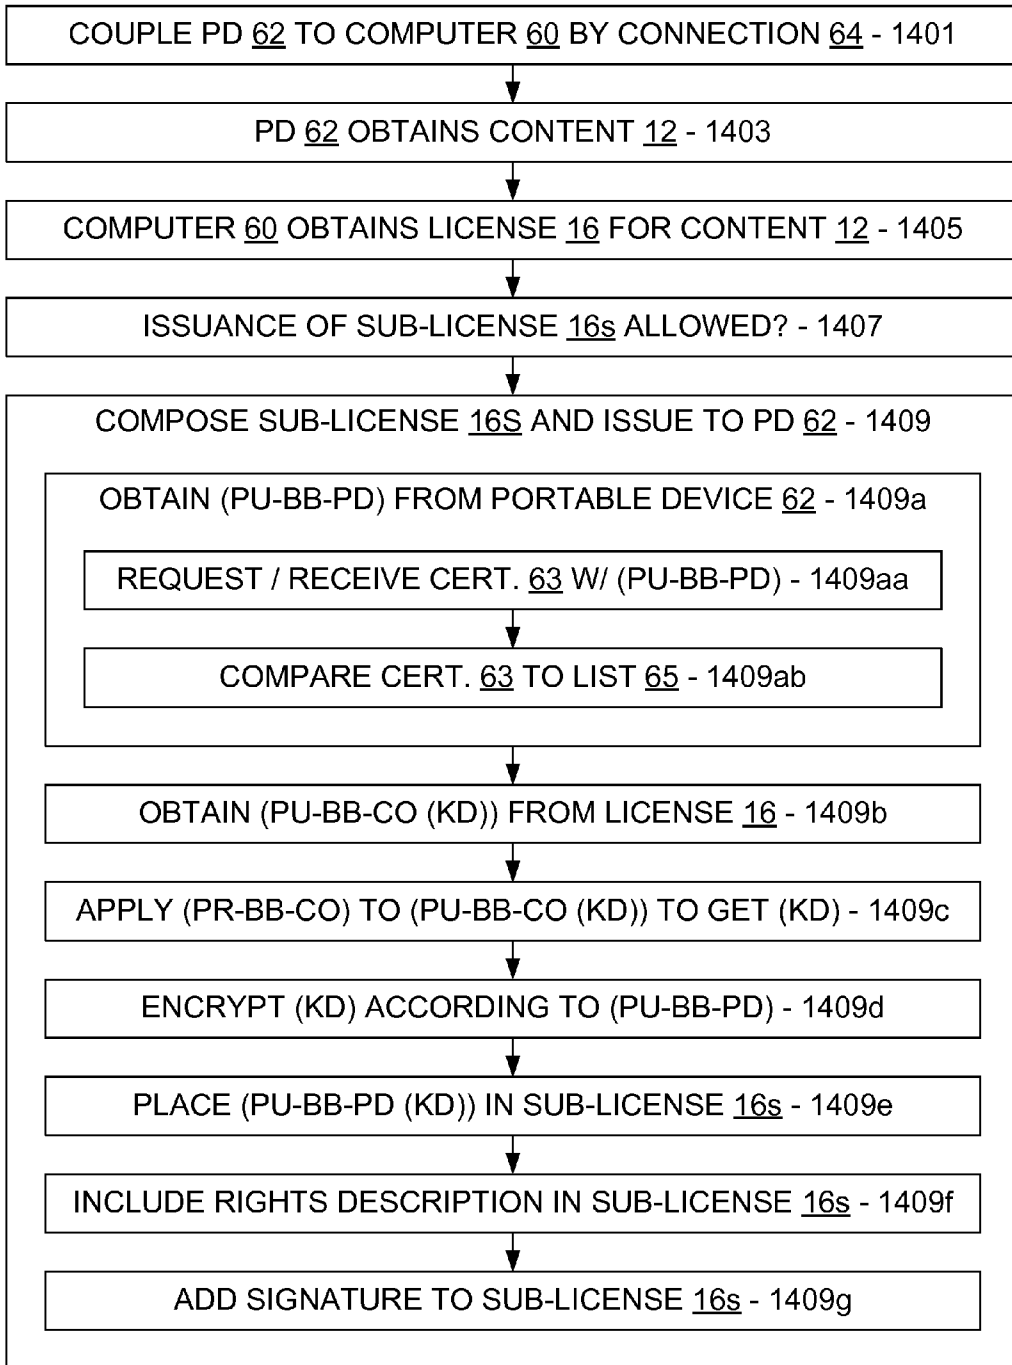 COUPLE PD 62 TO COMPUTER 60 BY CONNECTION 64 - 1401
PD 62 OBTAINS CONTENT 12 - 1403
COMPUTER 60 OBTAINS LICENSE 16 FOR CONTENT 12 - 1405
ISSUANCE OF SUB-LICENSE 16s ALLOWED? - 1407
COMPOSE SUB-LICENSE 16S AND ISSUE TO PD 62 - 1409
OBTAIN (PU-BB-PD) FROM PORTABLE DEVICE 62 - 1409a
REQUEST / RECEIVE CERT. 63 W/ (PU-BB-PD) - 1409aa
COMPARE CERT. 63 TO LIST 65 - 1409ab
OBTAIN (PU-BB-CO (KD)) FROM LICENSE 16 - 1409b
APPLY (PR-BB-CO) TO (PU-BB-CO (KD)) TO GET (KD) - 1409c
ENCRYPT (KD) ACCORDING TO (PU-BB-PD) - 1409d
PLACE (PU-BB-PD (KD)) IN SUB-LICENSE 16s - 1409e
INCLUDE RIGHTS DESCRIPTION IN SUB-LICENSE 16s - 1409f
ADD SIGNATURE TO SUB-LICENSE 16s - 1409g